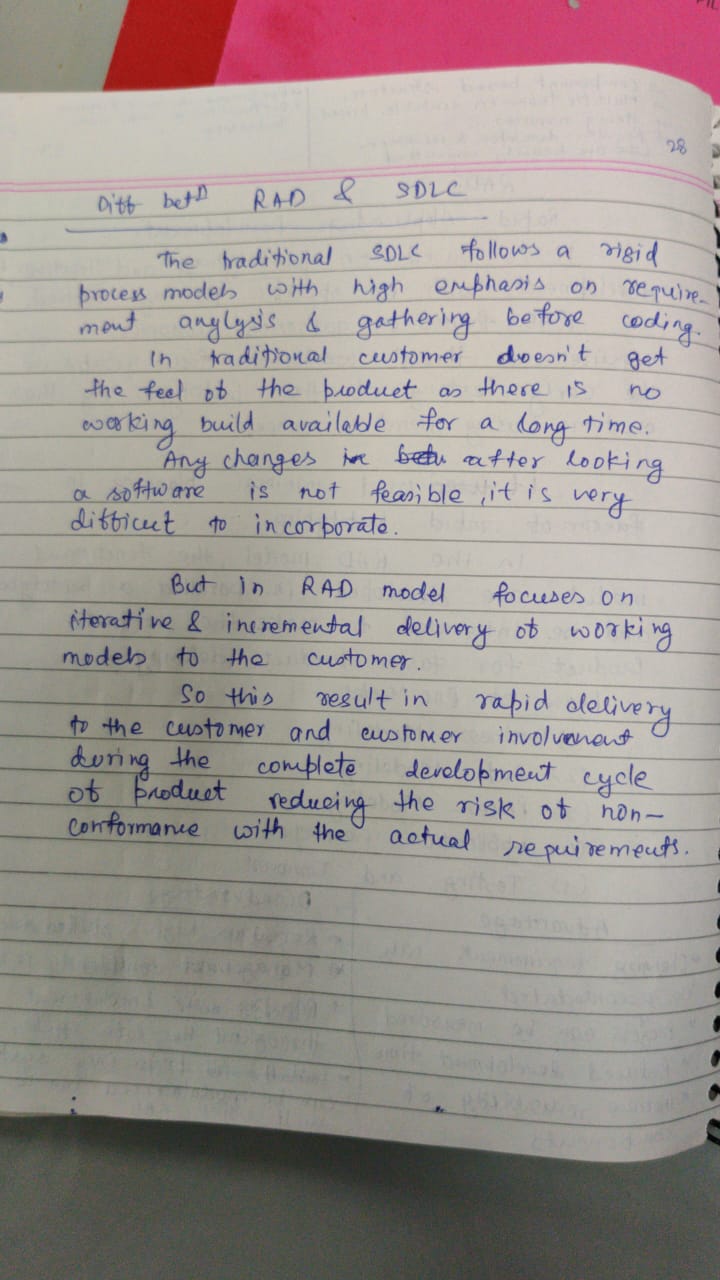 28
Diff betn RAD & SDLC
The traditional SDLC follows a rigid
process models with high emphasis on require-
ment anylysis & gathering before coding.
In traditional customer doesn't get
the feel of the product as there is no
working build available for a long time.
Any changes after looking
a software is not feasible, it is very
difficult to incorporate.
But in RAD model focuses on
iterative & incremental delivery of working
models to the customer.
So this result in rapid delivery
to the customer and customer involvement
during the complete development cycle
of product reducing the risk of non-
conformance with the actual requirements.